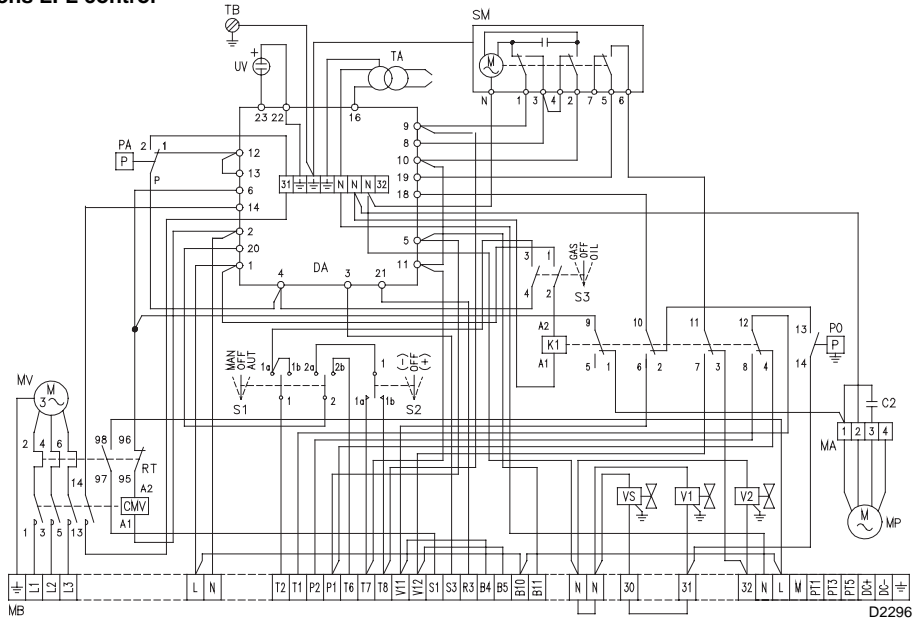 ens LFL control
TB
SM
UV
+
TA
M
N 1 3 4 2 7 5 6
23 22 16
PA 2 1
P
P
12
13
6
14
2
20
1
9
8
10
19
18
5
11
31 N N N 32
4 DA 3 21
3 1
4 2
GAS
OFF
OIL
S3
9 10 11 12 13
A2
K1
A1
5 1 6 2 7 3 8 4 14
PO
P
MAN
OFF
AUT
S1
1a 1b 2a 2b
1 2
1
1a 1b
(-)
OFF
(+)
S2
MV
M
3
2 4 6
98 96
97 95
RT
14
A2
CMV
A1
1 3 5 13
C2
MA
1 2 3 4
M
MP
VS V1 V2
L1 L2 L3 L N T2 T1 P2 P1 T6 T7 T8 V11 V12 S1 S3 R3 B4 B5 B10 B11 N N 30 31 32 N L M PT1 PT3 PT5 DC+ DC-
MB
D2296